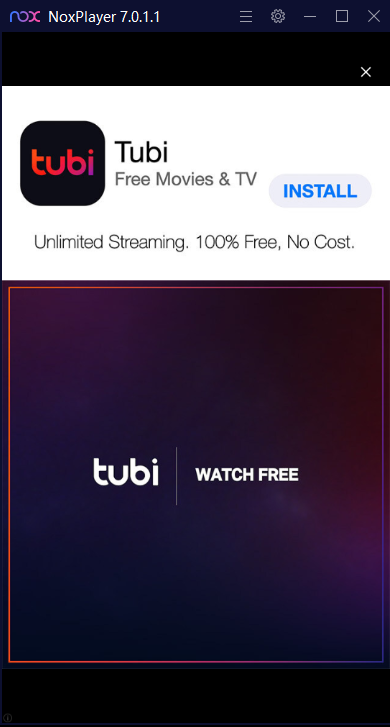 nox NoxPlayer 7.0.1.1
tubi
Tubi
Free Movies & TV
INSTALL
Unlimited Streaming. 100% Free, No Cost.
tubi | WATCH FREE